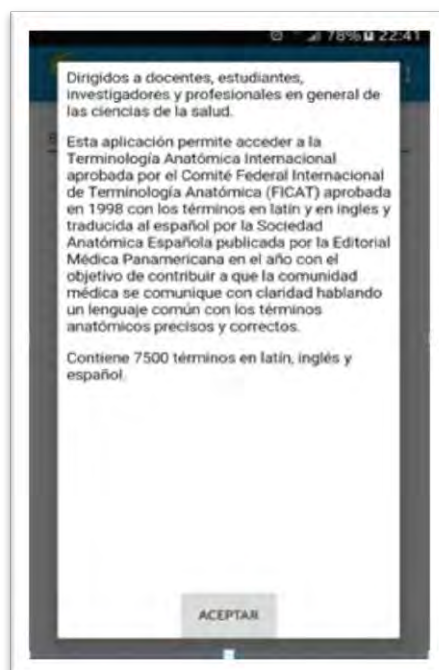 78% 22:41
Dirigidos a docentes, estudiantes,
investigadores y profesionales en general de
las ciencias de la salud.
Esta aplicación permite acceder a la
Terminología Anatómica Internacional
aprobada por el Comité Federal Internacional
de Terminología Anatómica (FICAT) aprobada
en 1998 con los términos en latín y en ingles y
traducida al español por la Sociedad
Anatómica Española publicada por la Editorial
Médica Panamericana en el año con el
objetivo de contribuir a que la comunidad
médica se comunique con claridad hablando
un lenguaje común con los términos
anatómicos precisos y correctos.
Contiene 7500 términos en latín, inglés y
español.
ACEPTAR